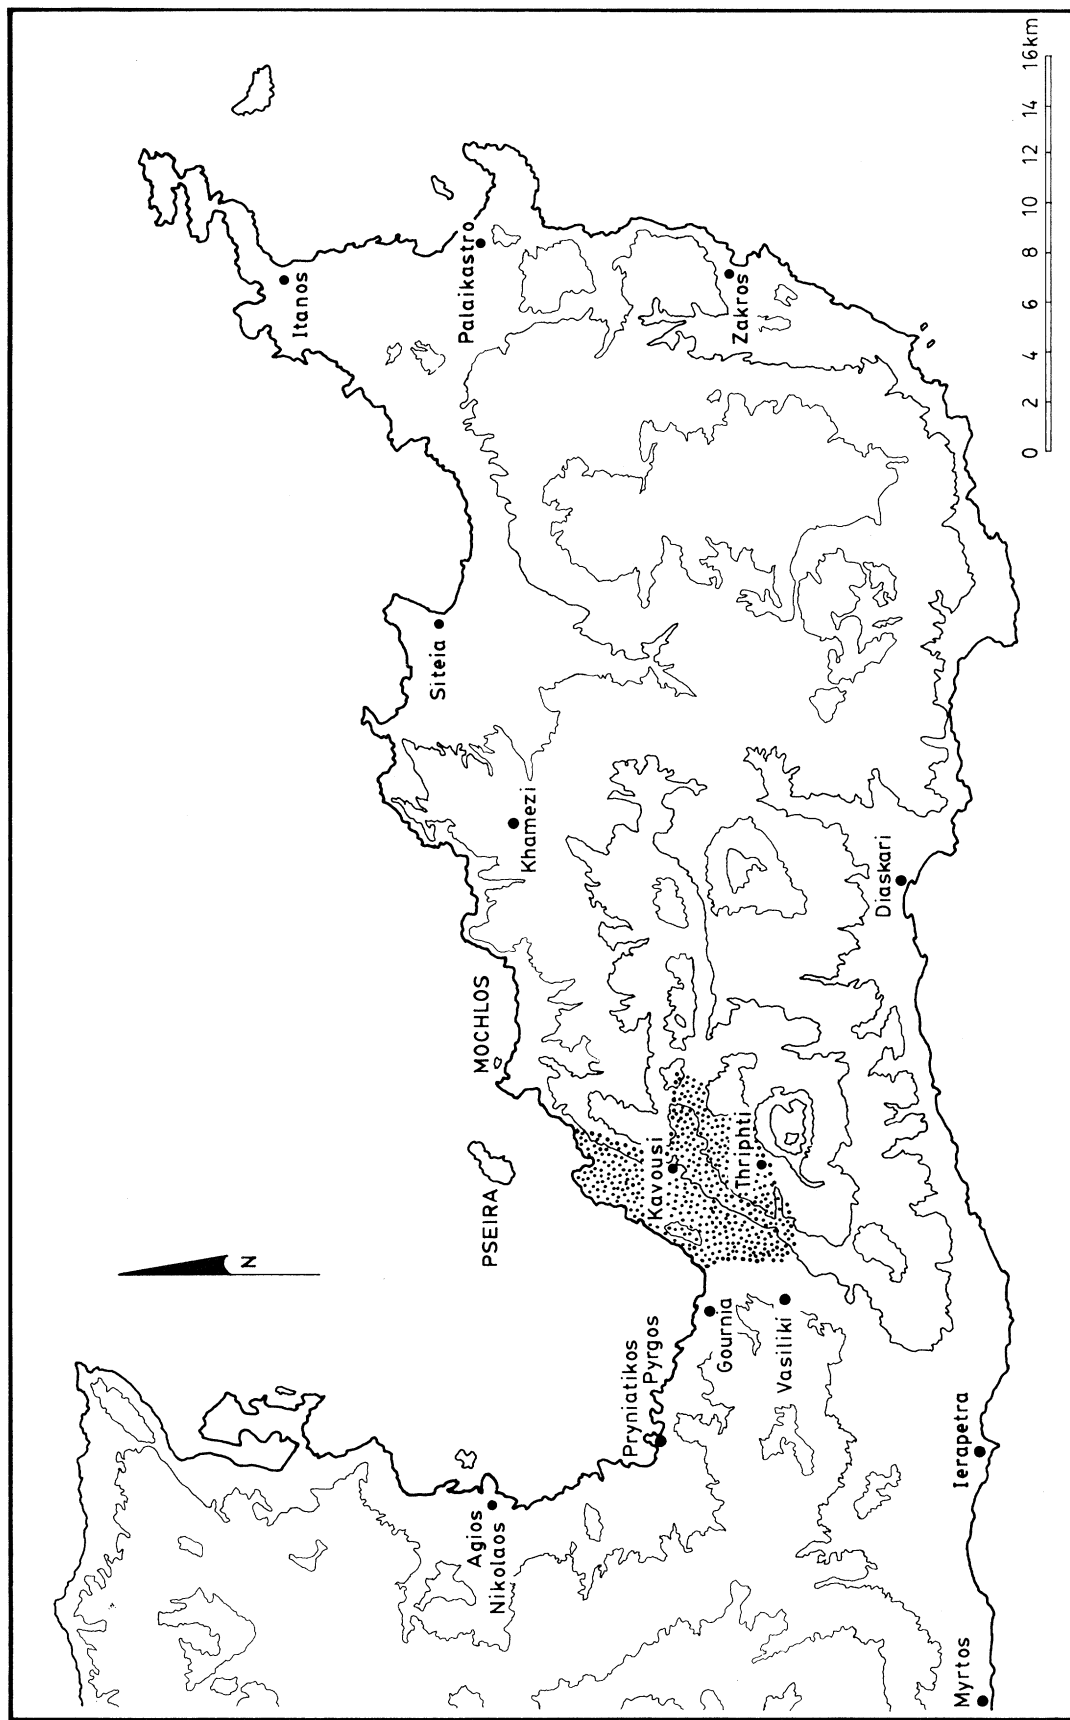 N
Agios
Nikolaos
Pryniatikos
Pyrgos
PSEIRA
MOCHLOS
Khamezi
Siteia
Itanos
Palaikastro
Zakros
Kavousi
Thriphti
Gournia
Vasiliki
Diaskari
Ierapetra
Myrtos
0 2 4 6 8 10 12 14 16km